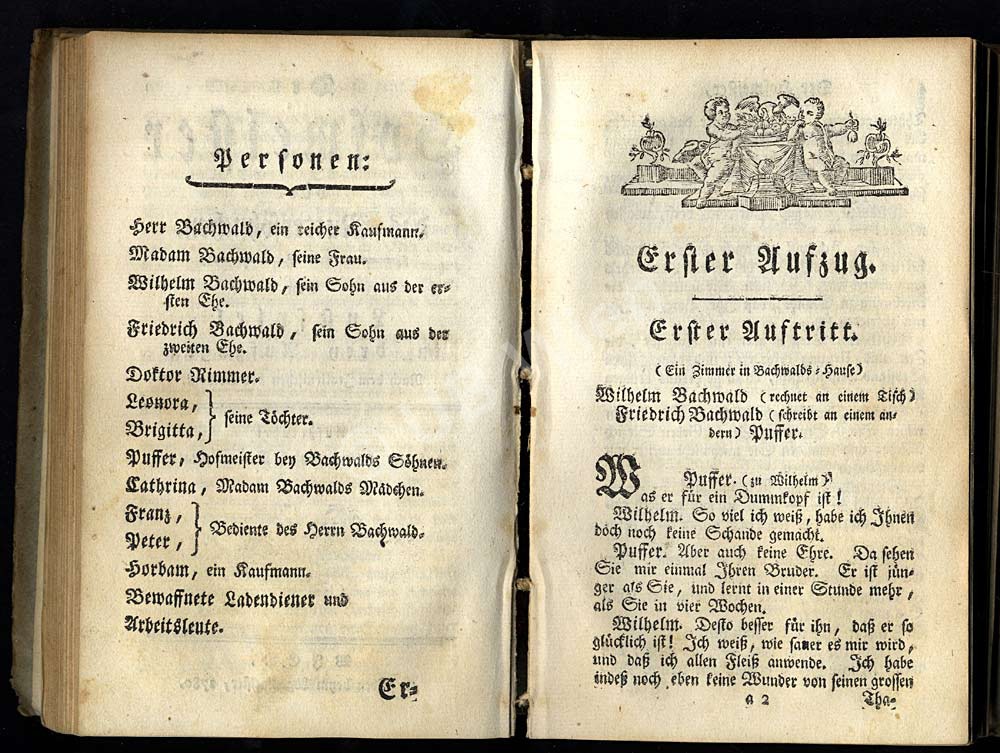 Personen:
Herr Bachwald, ein reicher Kaufmann.
Madam Bachwald, seine Frau.
Wilhelm Bachwald, sein Sohn aus der er=
sten Ehe.
Friedrich Bachwald, sein Sohn aus der
zweiten Ehe.
Doktor Nimmer.
Leonora,
Brigitta, } seine Töchter.
Puffer, Hofmeister bey Bachwalds Söhnen.
Cathrina, Madam Bachwalds Mädchen.
Franz,
Peter, } Bediente des Herrn Bachwald.
Horbam, ein Kaufmann.
Bewaffnete Ladendiener und
Arbeitsleute.
Er=
Erster Aufzug.
Erster Auftritt.
(Ein Zimmer in Bachwalds=Hause)
Wilhelm Bachwald (rechnet an einem Tisch)
Friedrich Bachwald (schreibt an einem an=
dern) Puffer.
Puffer. (zu Wilhelm)
Was er für ein Dummkopf ist!
Wilhelm. So viel ich weiß, habe ich Ihnen
doch noch keine Schande gemacht.
Puffer. Aber auch keine Ehre. Da sehen
Sie mir einmal Ihren Bruder. Er ist jün=
ger als Sie, und lernt in einer Stunde mehr,
als Sie in vier Wochen.
Wilhelm. Desto besser für ihn, daß er so
glücklich ist! Ich weiß, wie sauer es mir wird,
und daß ich allen Fleiß anwende. Ich habe
indeß noch eben keine Wunder von seinen grossen
a 2 Tha=